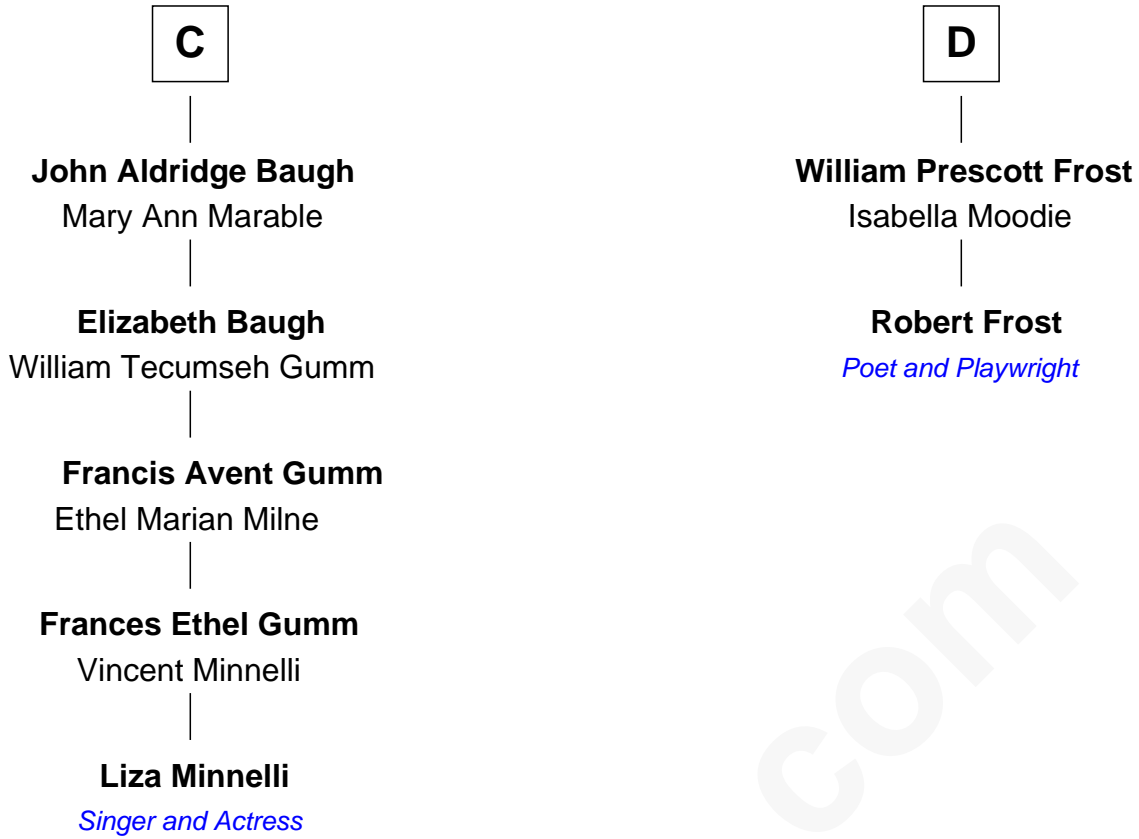 C
John Aldridge Baugh
Mary Ann Marable
Elizabeth Baugh
William Tecumseh Gumm
Francis Avent Gumm
Ethel Marian Milne
Frances Ethel Gumm
Vincent Minnelli
Liza Minnelli
Singer and Actress
D
William Prescott Frost
Isabella Moodie
Robert Frost
Poet and Playwright
com